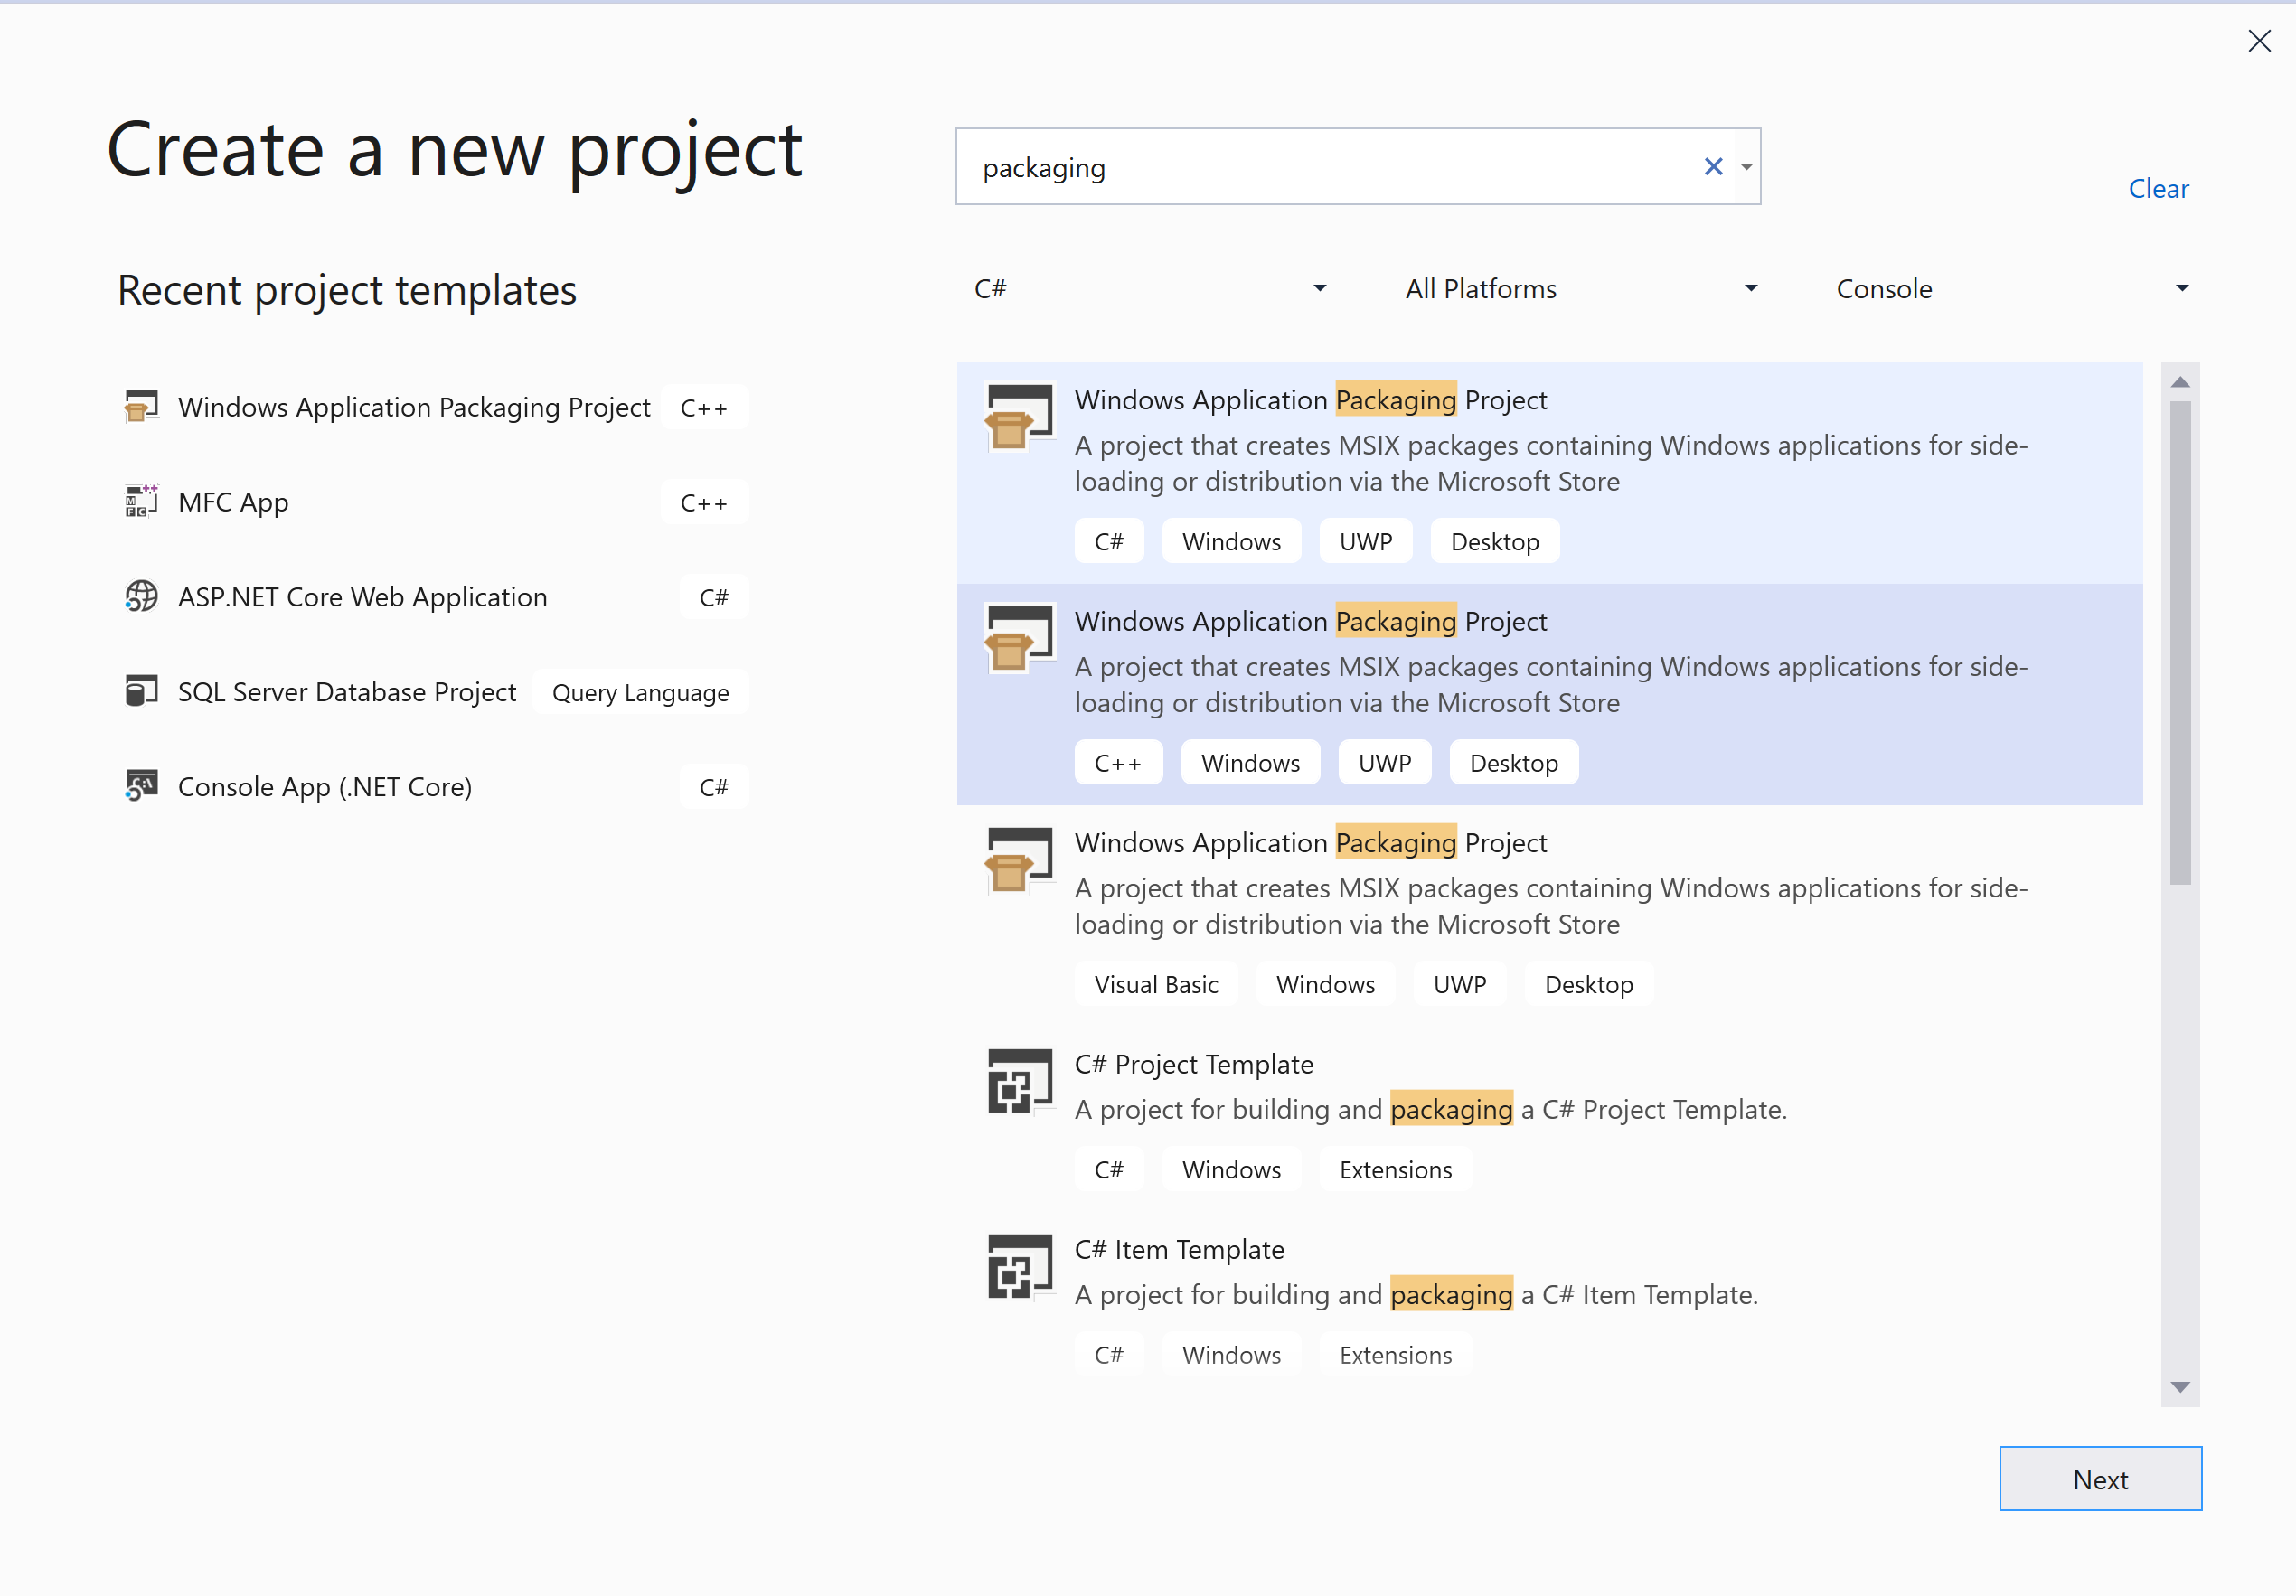 Create a new project
packaging
Clear
Recent project templates
C#
All Platforms
Console
Windows Application Packaging Project
C++
MFC App
C++
ASP.NET Core Web Application
C#
SQL Server Database Project
Query Language
Console App (.NET Core)
C#
Windows Application Packaging Project
A project that creates MSIX packages containing Windows applications for side-
loading or distribution via the Microsoft Store
C# Windows UWP Desktop
Windows Application Packaging Project
A project that creates MSIX packages containing Windows applications for side-
loading or distribution via the Microsoft Store
C++ Windows UWP Desktop
Windows Application Packaging Project
A project that creates MSIX packages containing Windows applications for side-
loading or distribution via the Microsoft Store
Visual Basic Windows UWP Desktop
C# Project Template
A project for building and packaging a C# Project Template.
C# Windows Extensions
C# Item Template
A project for building and packaging a C# Item Template.
C# Windows Extensions
Next